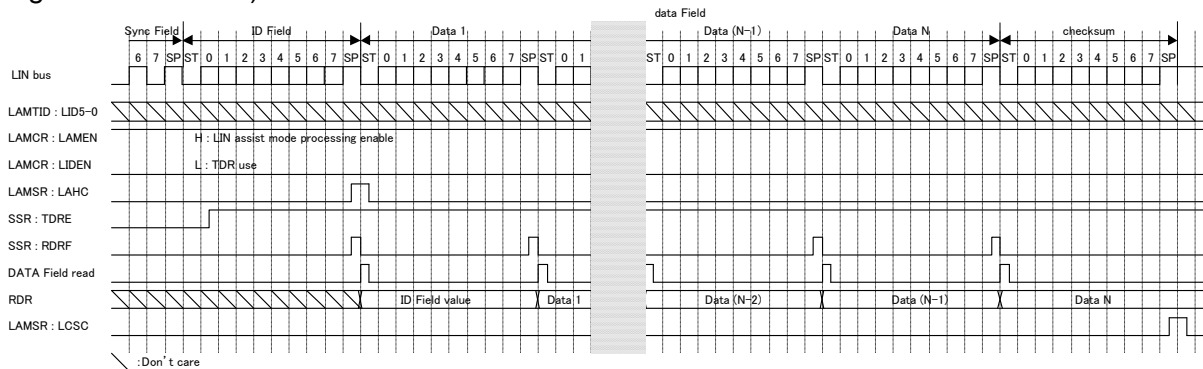 data Field
Sync Field ID Field Data 1 Data (N-1) Data N checksum
6 7 SP ST 0 1 2 3 4 5 6 7 SP ST 0 1 2 3 4 5 6 7 SP ST 0 1 ST 0 1 2 3 4 5 6 7 SP ST 0 1 2 3 4 5 6 7 SP ST 0 1 2 3 4 5 6 7 SP
LIN bus
LAMTID : LID5-0
LAMCR : LAMEN H : LIN assist mode processing enable
LAMCR : LIDEN L : TDR use
LAMSR : LAHC
SSR : TDRE
SSR : RDRF
DATA Field read
RDR ID Field value Data 1 Data (N-2) Data (N-1) Data N
LAMSR : LCSC
:Don't care